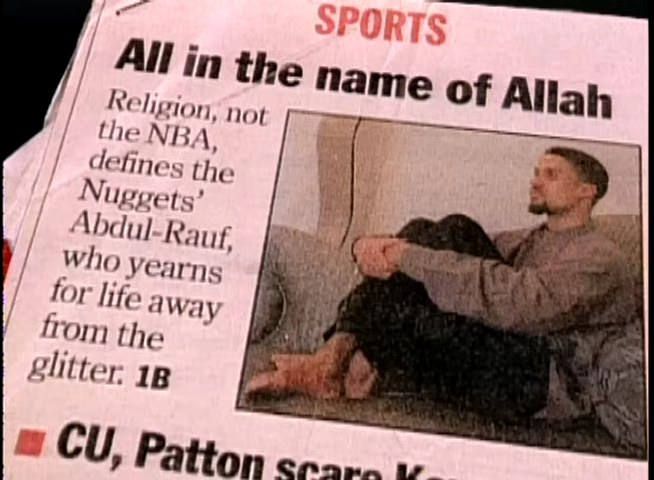 SPORTS
All in the name of Allah
Religion, not
the NBA,
defines the
Nuggets'
Abdul-Rauf,
who yearns
for life away
from the
glitter. 1B
CU, Patton scare